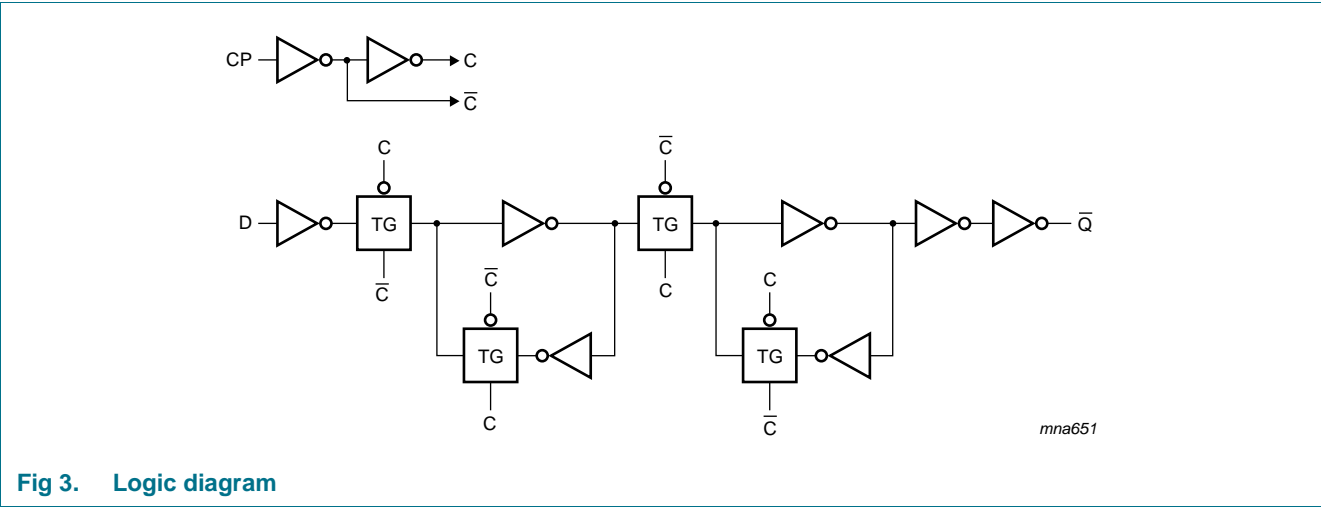 CP
C
C̅
C
C̅
D
TG
TG
Q̅
C̅
C̅
C
C
TG
TG
C
C̅
mna651
Fig 3. Logic diagram